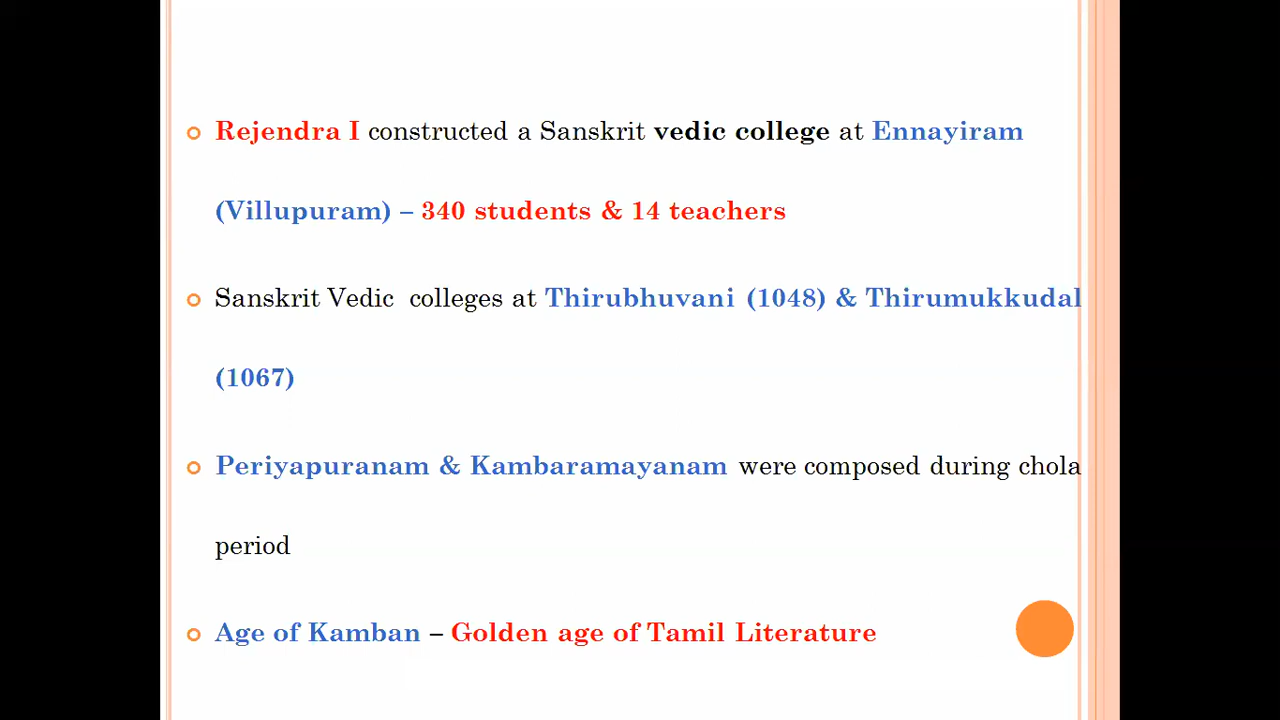 Rejendra I constructed a Sanskrit vedic college at Ennayiram
(Villupuram) – 340 students & 14 teachers
Sanskrit Vedic colleges at Thirubhuvani (1048) & Thirumukkudal
(1067)
Periyapuranam & Kambaramayanam were composed during chola
period
Age of Kamban – Golden age of Tamil Literature